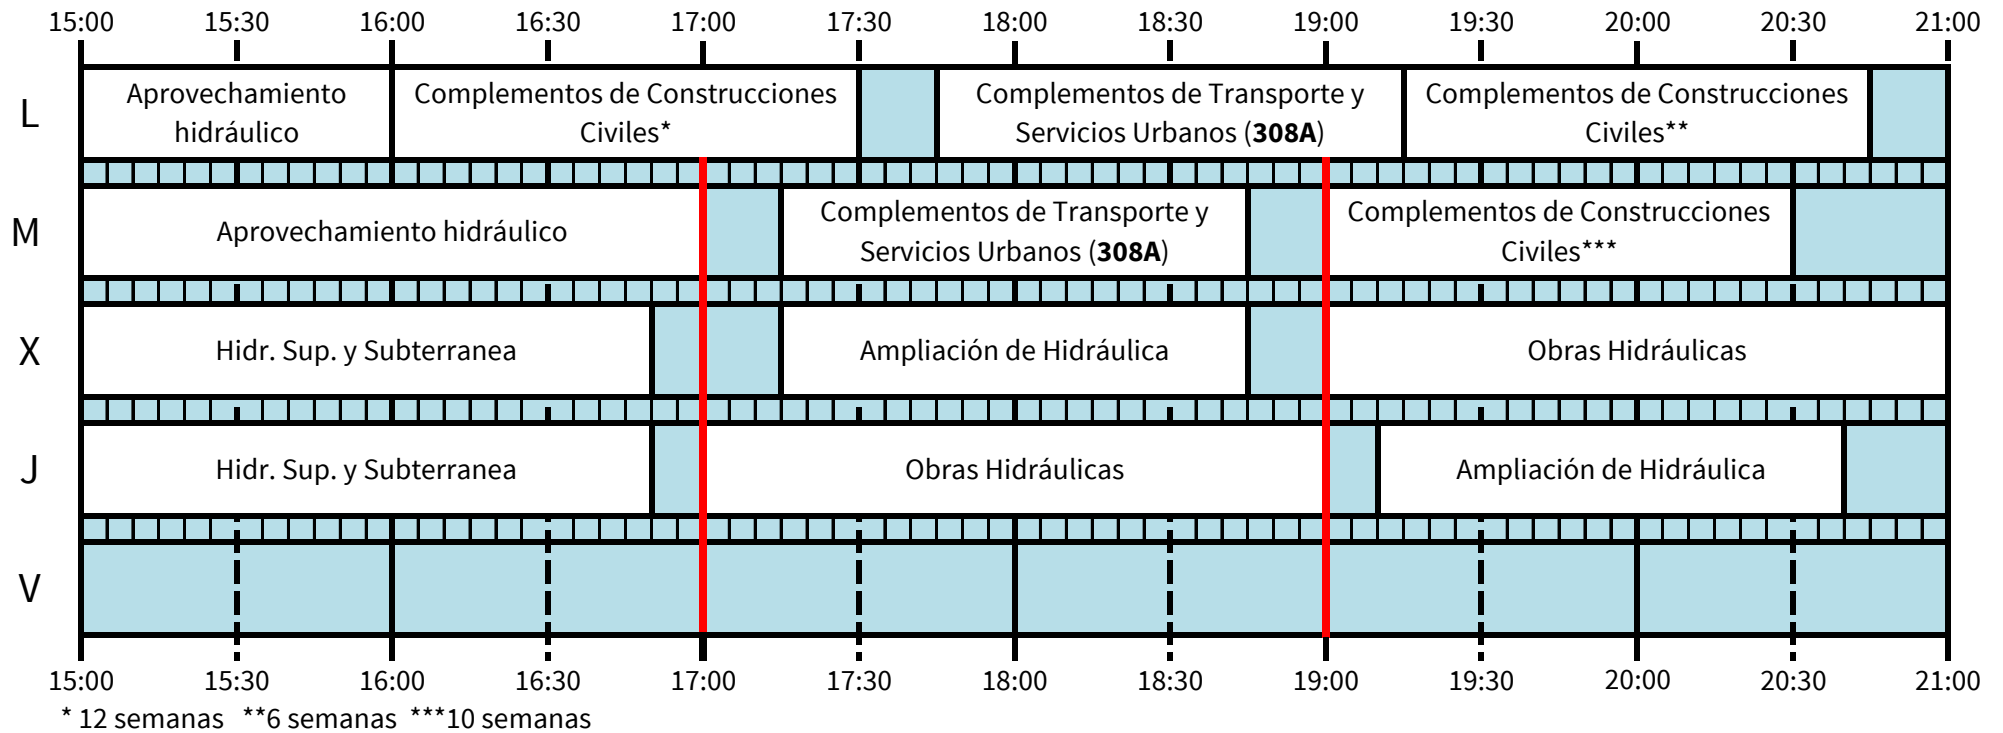 15:00 15:30 16:00 16:30 17:00 17:30 18:00 18:30 19:00 19:30 20:00 20:30 21:00
L
Aprovechamiento
hidráulico
Complementos de Construcciones
Civiles*
Complementos de Transporte y
Servicios Urbanos (308A)
Complementos de Construcciones
Civiles**
M
Aprovechamiento hidráulico
Complementos de Transporte y
Servicios Urbanos (308A)
Complementos de Construcciones
Civiles***
X
Hidr. Sup. y Subterranea
Ampliación de Hidráulica
Obras Hidráulicas
J
Hidr. Sup. y Subterranea
Obras Hidráulicas
Ampliación de Hidráulica
V
15:00 15:30 16:00 16:30 17:00 17:30 18:00 18:30 19:00 19:30 20:00 20:30 21:00
* 12 semanas **6 semanas ***10 semanas